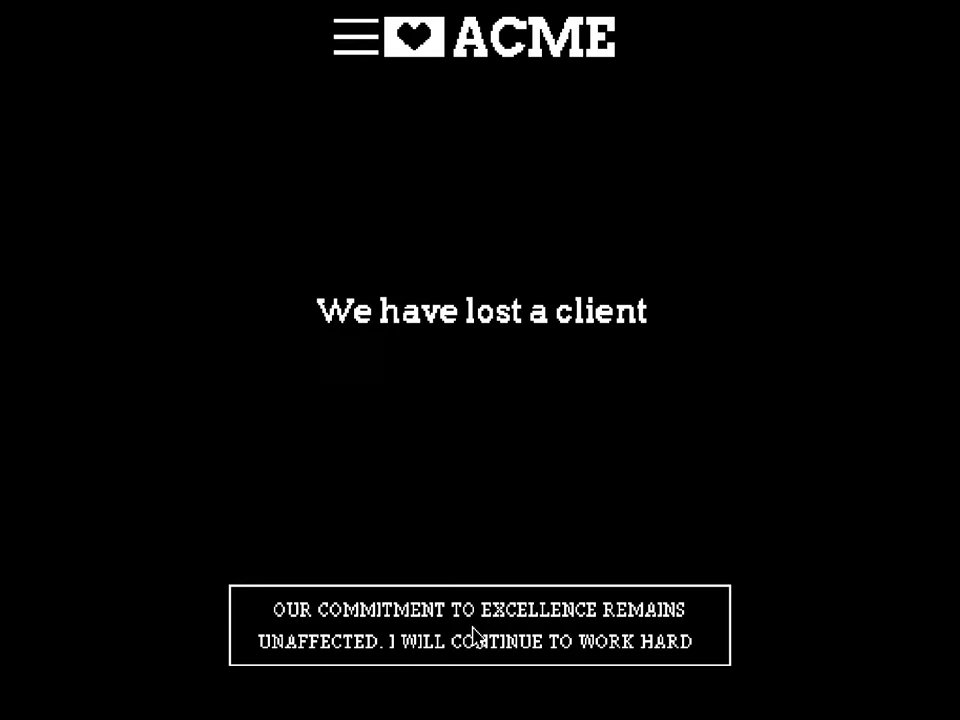 ACME
We have lost a client
OUR COMMITMENT TO EXCELLENCE REMAINS
UNAFFECTED. I WILL CONTINUE TO WORK HARD